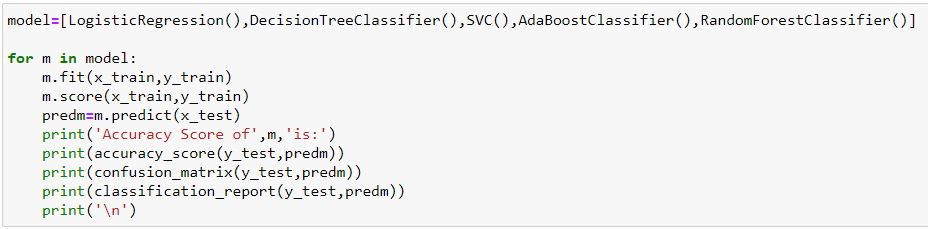 model=[LogisticRegression(),DecisionTreeClassifier(),SVC(),AdaBoostClassifier(),RandomForestClassifier()]

for m in model:
    m.fit(x_train,y_train)
    m.score(x_train,y_train)
    predm=m.predict(x_test)
    print('Accuracy Score of',m,'is:')
    print(accuracy_score(y_test,predm))
    print(confusion_matrix(y_test,predm))
    print(classification_report(y_test,predm))
    print('\n')